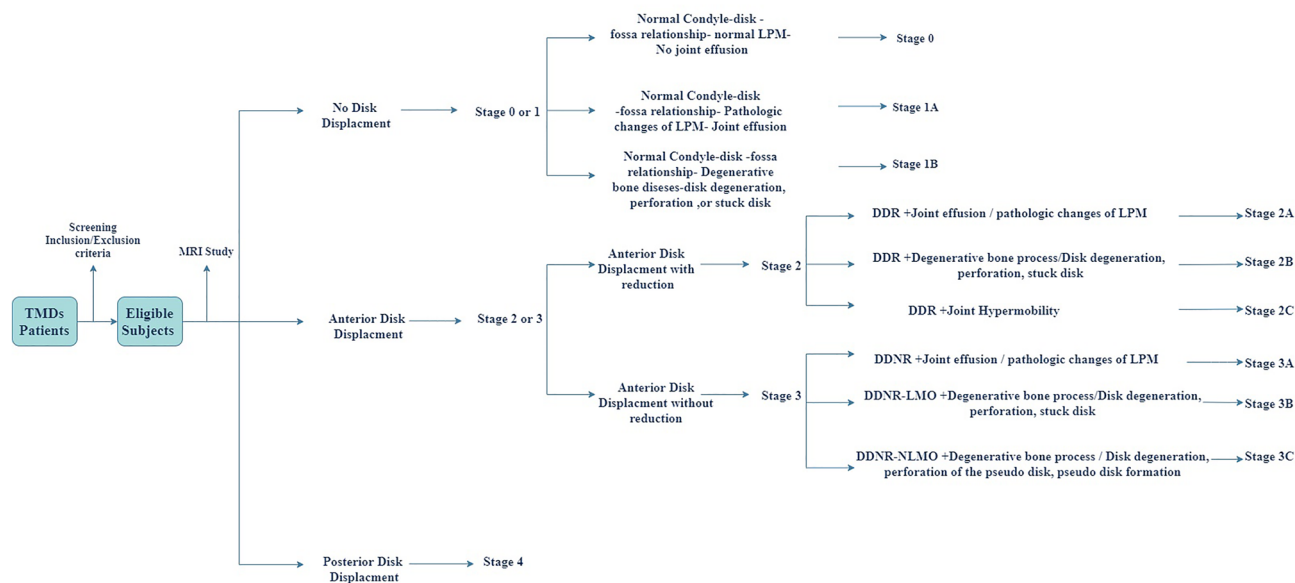 Screening
Inclusion/Exclusion
criteria
MRI Study
TMDs
Patients
Eligible
Subjects
No Disk
Displacment
Stage 0 or 1
Normal Condyle-disk -
fossa relationship- normal LPM-
No joint effusion
Stage 0
Normal Condyle-disk
-fossa relationship- Pathologic
changes of LPM- Joint effusion
Stage 1A
Normal Condyle-disk -fossa
relationship- Degenerative
bone diseses-disk degeneration,
perforation ,or stuck disk
Stage 1B
Anterior Disk
Displacment
Stage 2 or 3
Anterior Disk
Displacment with
reduction
Stage 2
DDR +Joint effusion / pathologic changes of LPM
Stage 2A
DDR +Degenerative bone process/Disk degeneration,
perforation, stuck disk
Stage 2B
DDR +Joint Hypermobility
Stage 2C
Anterior Disk
Displacment without
reduction
Stage 3
DDNR +Joint effusion / pathologic changes of LPM
Stage 3A
DDNR-LMO +Degenerative bone process/Disk degeneration,
perforation, stuck disk
Stage 3B
DDNR-NLMO +Degenerative bone process / Disk degeneration,
perforation of the pseudo disk, pseudo disk formation
Stage 3C
Posterior Disk
Displacment
Stage 4